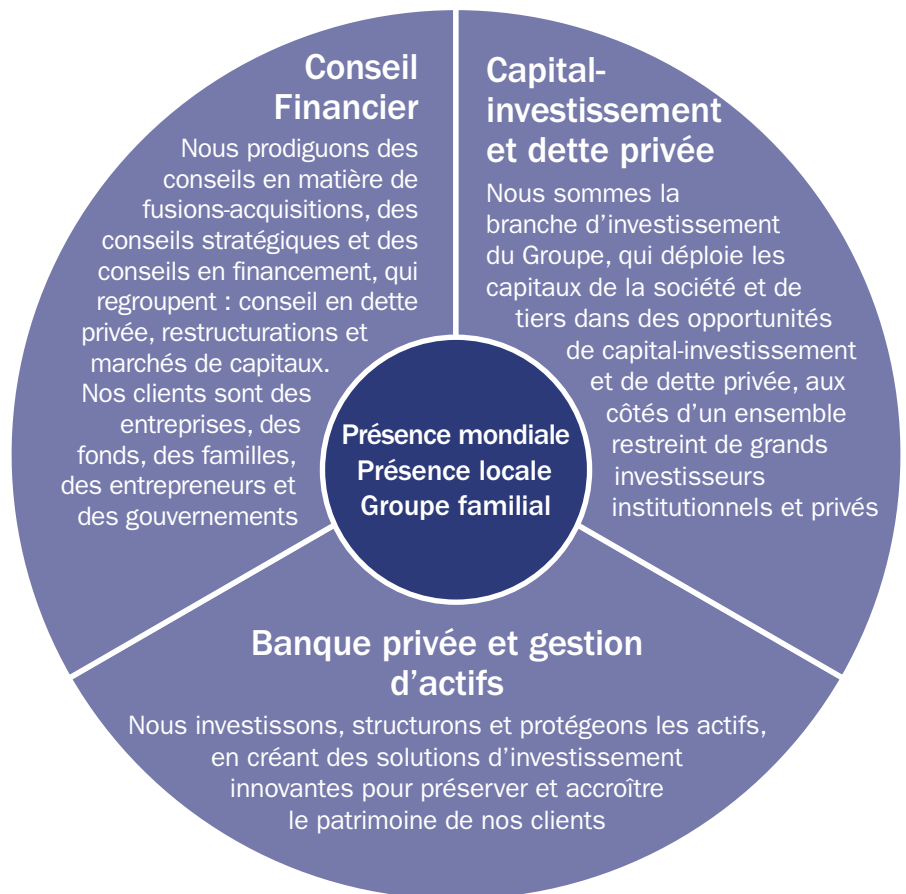 Conseil
Financier
Nous prodiguons des
conseils en matière de
fusions-acquisitions, des
conseils stratégiques et des
conseils en financement, qui
regroupent : conseil en dette
privée, restructurations et
marchés de capitaux.
Nos clients sont des
entreprises, des
fonds, des familles,
des entrepreneurs et
des gouvernements
Capital-
investissement
et dette privée
Nous sommes la
branche d’investissement
du Groupe, qui déploie les
capitaux de la société et de
tiers dans des opportunités
de capital-investissement
et de dette privée, aux
côtés d’un ensemble
restreint de grands
investisseurs
institutionnels et privés
Présence mondiale
Présence locale
Groupe familial
Banque privée et gestion
d’actifs
Nous investissons, structurons et protégeons les actifs,
en créant des solutions d’investissement
innovantes pour préserver et accroître
le patrimoine de nos clients